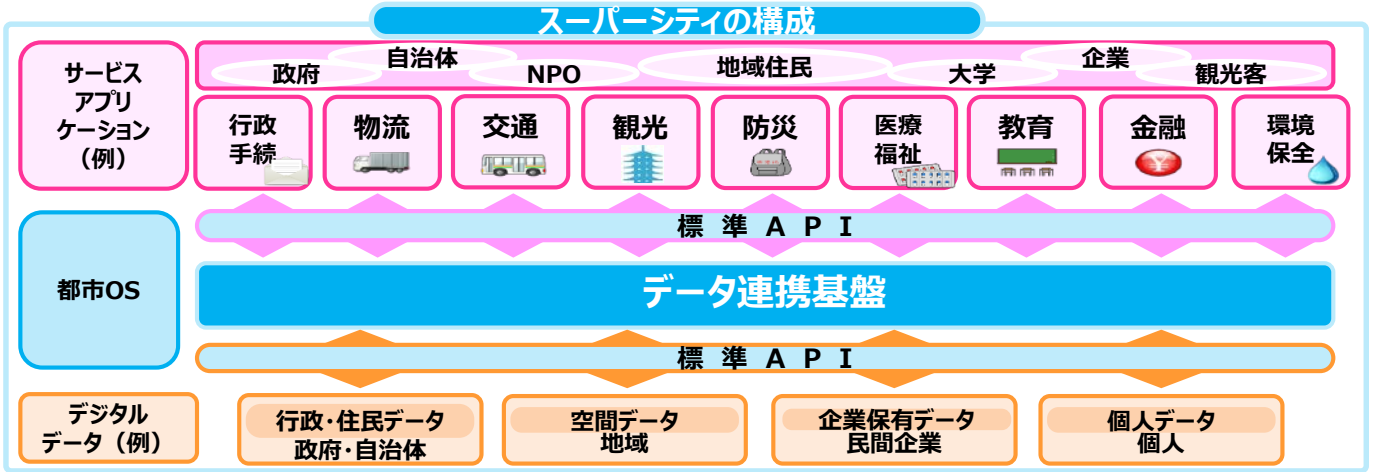 スーパーシティの構成
サービス
アプリ
ケーション
（例）
政府
自治体
NPO
地域住民
大学
企業
観光客
行政
手続
物流
交通
観光
防災
医療
福祉
教育
金融
¥
環境
保全
標 準 A P I
都市OS
データ連携基盤
標 準 A P I
デジタル
データ（例）
行政・住民データ
政府・自治体
空間データ
地域
企業保有データ
民間企業
個人データ
個人